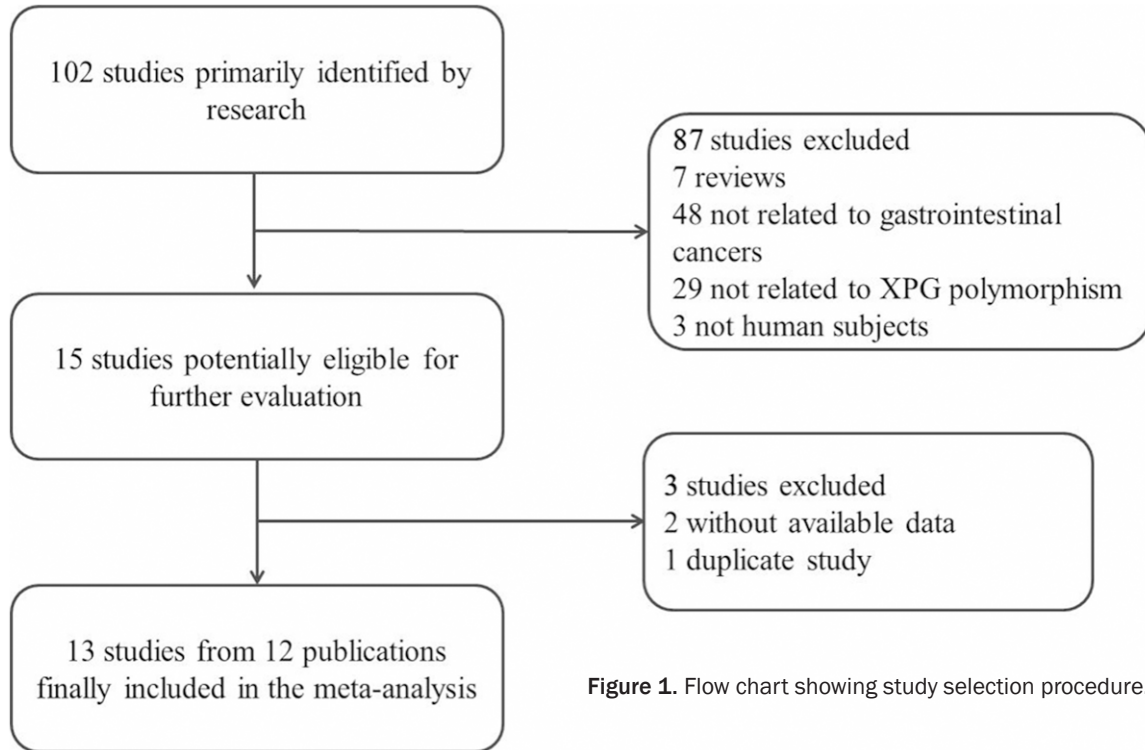 102 studies primarily identified by
research
87 studies excluded
7 reviews
48 not related to gastrointestinal
cancers
29 not related to XPG polymorphism
3 not human subjects
15 studies potentially eligible for
further evaluation
3 studies excluded
2 without available data
1 duplicate study
13 studies from 12 publications
finally included in the meta-analysis
Figure 1. Flow chart showing study selection procedure.